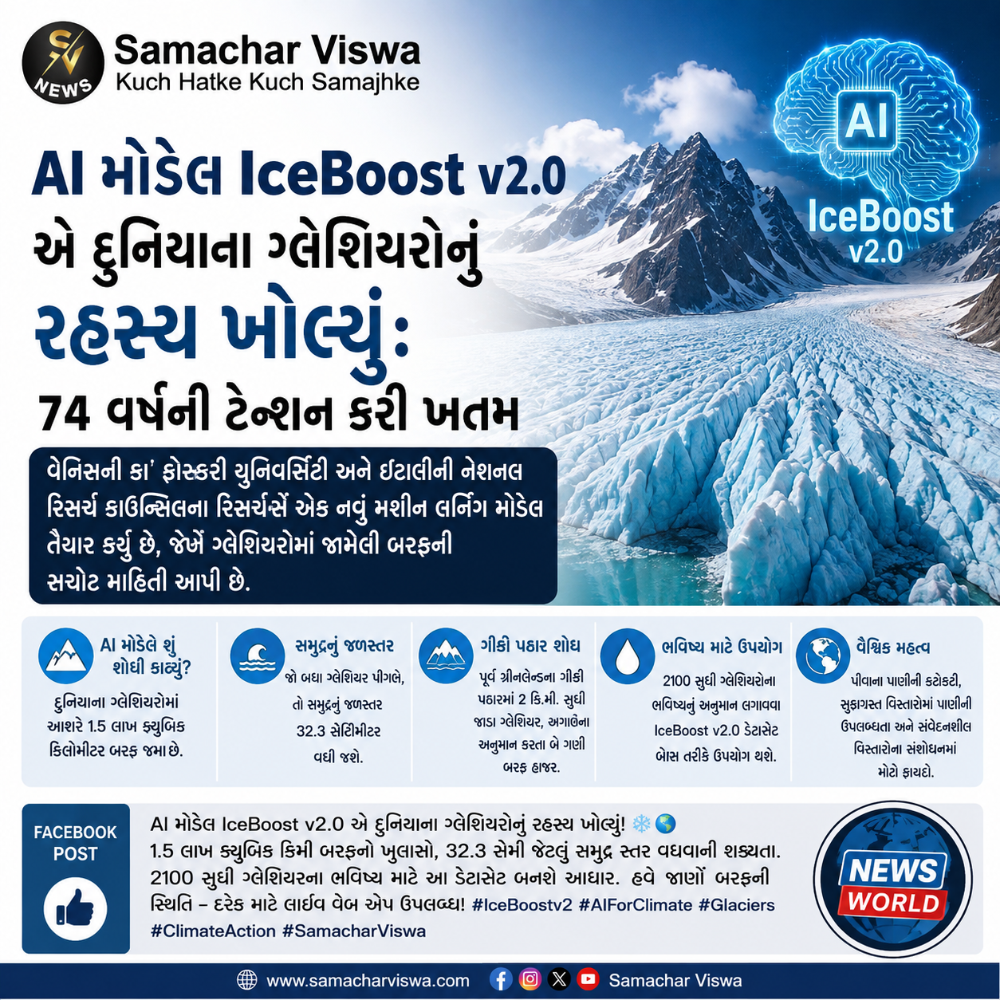 SV
NEWS
Samachar Viswa
Kuch Hatke Kuch Samajhke
AI
IceBoost
v2.0
AI મોડેલ IceBoost v2.0
એ દુનિયાના ગ્લેશિયરોનું
રહસ્ય ખોલ્યું:
74 વર્ષની ટેન્શન કરી ખતમ
વેનિસની કા' ફોસ્કરી યુનિવર્સિટી અને ઈટાલીની નેશનલ
રિસર્ચ કાઉન્સિલના રિસર્ચર્સે એક નવું મશીન લર્નિંગ મોડેલ
તૈયાર કર્યુ છે, જેણે ગ્લેશિયરોમાં જામેલી બરફની
સચોટ માહિતી આપી છે.
AI મોડેલે શું
શોધી કાઢ્યું?
દુનિયાના ગ્લેશિયરોમાં
આશરે 1.5 લાખ ક્યુબિક
કિલોમીટર બરફ જમા છે.
સમુદ્રનું જળસ્તર
જો બધા ગ્લેશિયર પીગલે,
તો સમુદ્રનું જળસ્તર
32.3 સેંટિમીટર
વધી જશે.
ગીકી પઠાર શોધ
પૂર્વ ગ્રીનલેન્ડના ગીકી
પઠારમાં 2 કિ.મી. સુધી
જાડા ગ્લેશિયર, અગાઉના
અનુમાન કરતા બે ગણી
બરફ હાજર.
ભવિષ્ય માટે ઉપયોગ
2100 સુધી ગ્લેશિયરોના
ભવિષ્યનું અનુમાન લગાવવા
IceBoost v2.0 ડેટાસેટ
બેાસ તરીકે ઉપયોગ થશે.
વૈશ્વિક મહત્વ
પીવાના પાણીની કટોકટી,
સુકાગસ્ત વિસ્તારોમાં પાણીની
ઉપલબ્ધતા અને સંવેદનશીલ
વિસ્તારોના સંશોધનમાં
મોટો ફાયદો.
FACEBOOK
POST
AI મોડેલ IceBoost v2.0 એ દુનિયાના ગ્લેશિયરોનું રહસ્ય ખોલ્યું! ❄️🌎
1.5 લાખ ક્યુબિક કિમી બરફનો ખુલાસો, 32.3 સેમી જેટલું સમુદ્ર સ્તર વધવાની શક્યતા.
2100 સુધી ગ્લેશિયરના ભવિષ્ય માટે આ ડેટાસેટ બનશે આધાર. હવે જાણોં બરફની
સ્થિતિ – દરેક માટે લાઈવ વેબ એપ ઉપલબ્ધ! #IceBoostv2 #AIForClimate #Glaciers
#ClimateAction #SamacharViswa
NEWS
WORLD
www.samacharviswa.com Samachar Viswa